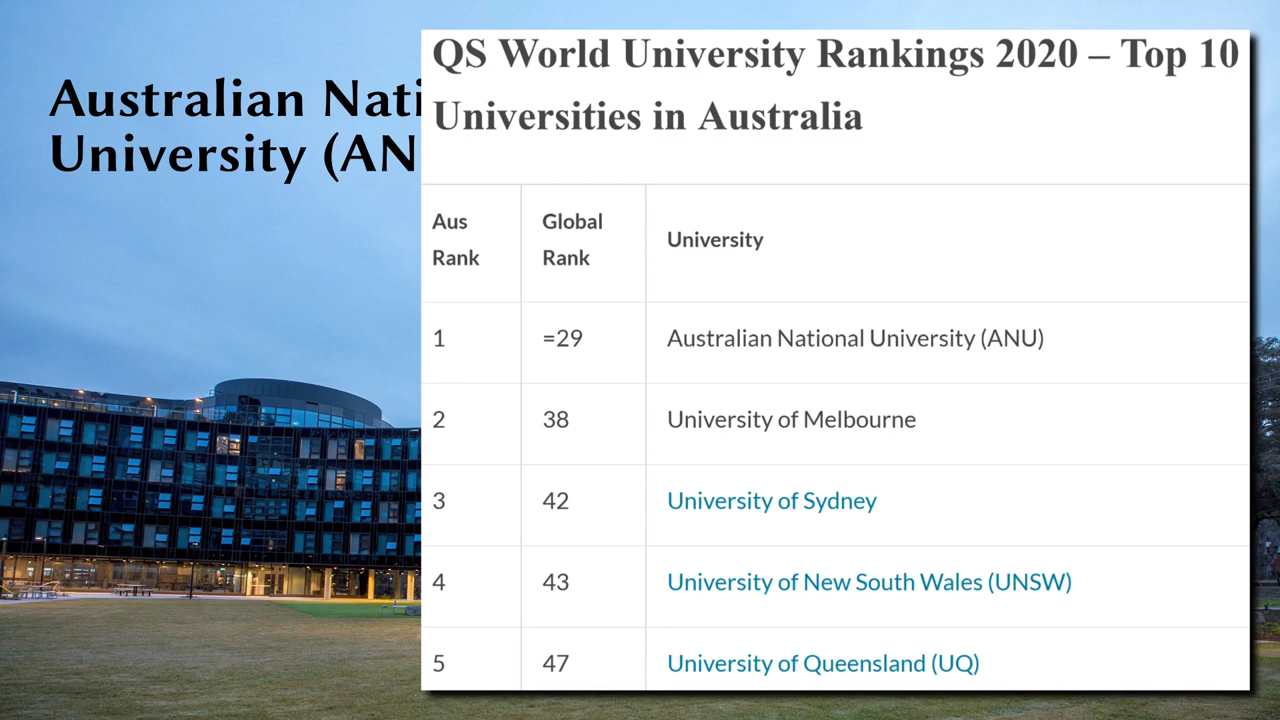 Australian Nati
University (AN
QS World University Rankings 2020 – Top 10
Universities in Australia
Aus Rank
Global Rank
University
1 =29 Australian National University (ANU)
2 38 University of Melbourne
3 42 University of Sydney
4 43 University of New South Wales (UNSW)
5 47 University of Queensland (UQ)